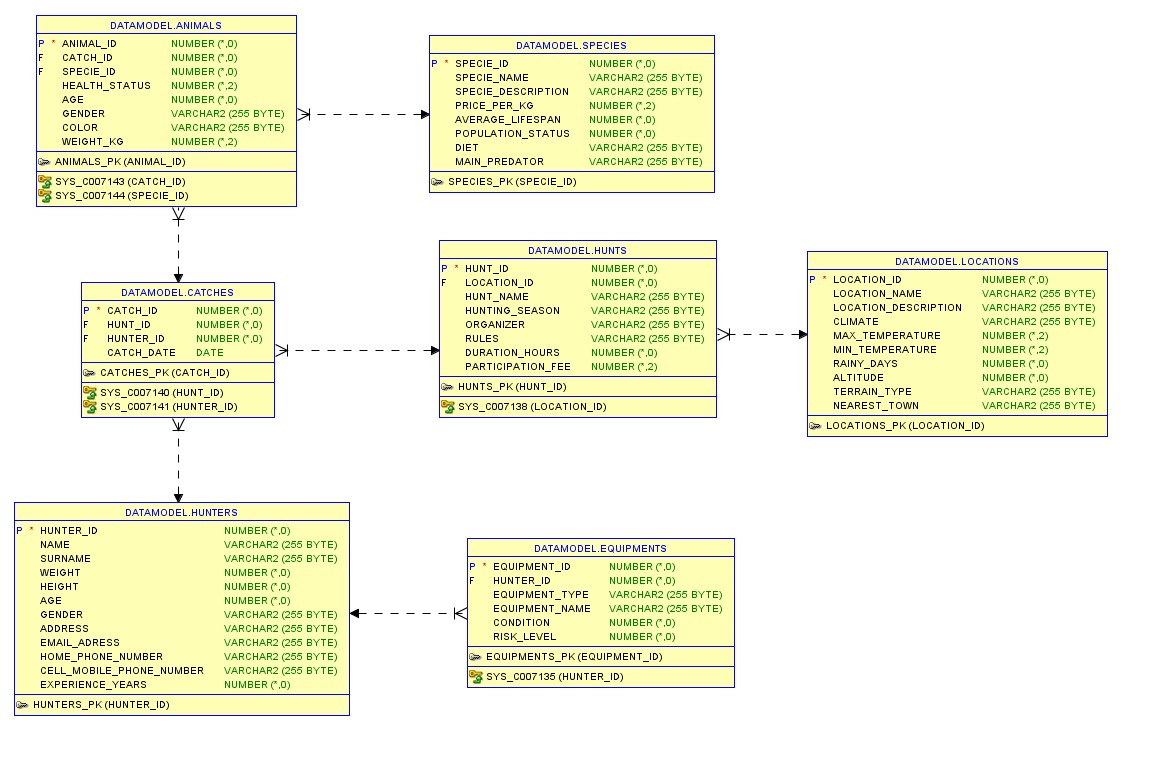 DATAMODEL.ANIMALS
P * ANIMAL_ID NUMBER (*,0)
F CATCH_ID NUMBER (*,0)
F SPECIE_ID NUMBER (*,0)
HEALTH_STATUS NUMBER (*,2)
AGE NUMBER (*,0)
GENDER VARCHAR2 (255 BYTE)
COLOR VARCHAR2 (255 BYTE)
WEIGHT_KG NUMBER (*,2)
ANIMALS_PK (ANIMAL_ID)
SYS_C007143 (CATCH_ID)
SYS_C007144 (SPECIE_ID)
DATAMODEL.SPECIES
P * SPECIE_ID NUMBER (*,0)
SPECIE_NAME VARCHAR2 (255 BYTE)
SPECIE_DESCRIPTION VARCHAR2 (255 BYTE)
PRICE_PER_KG NUMBER (*,2)
AVERAGE_LIFESPAN NUMBER (*,0)
POPULATION_STATUS NUMBER (*,0)
DIET VARCHAR2 (255 BYTE)
MAIN_PREDATOR VARCHAR2 (255 BYTE)
SPECIES_PK (SPECIE_ID)
DATAMODEL.CATCHES
P * CATCH_ID NUMBER (*,0)
F HUNT_ID NUMBER (*,0)
F HUNTER_ID NUMBER (*,0)
CATCH_DATE DATE
CATCHES_PK (CATCH_ID)
SYS_C007140 (HUNT_ID)
SYS_C007141 (HUNTER_ID)
DATAMODEL.HUNTS
P * HUNT_ID NUMBER (*,0)
F LOCATION_ID NUMBER (*,0)
HUNT_NAME VARCHAR2 (255 BYTE)
HUNTING_SEASON VARCHAR2 (255 BYTE)
ORGANIZER VARCHAR2 (255 BYTE)
RULES VARCHAR2 (255 BYTE)
DURATION_HOURS NUMBER (*,0)
PARTICIPATION_FEE NUMBER (*,2)
HUNTS_PK (HUNT_ID)
SYS_C007138 (LOCATION_ID)
DATAMODEL.LOCATIONS
P * LOCATION_ID NUMBER (*,0)
LOCATION_NAME VARCHAR2 (255 BYTE)
LOCATION_DESCRIPTION VARCHAR2 (255 BYTE)
CLIMATE VARCHAR2 (255 BYTE)
MAX_TEMPERATURE NUMBER (*,2)
MIN_TEMPERATURE NUMBER (*,2)
RAINY_DAYS NUMBER (*,0)
ALTITUDE NUMBER (*,0)
TERRAIN_TYPE VARCHAR2 (255 BYTE)
NEAREST_TOWN VARCHAR2 (255 BYTE)
LOCATIONS_PK (LOCATION_ID)
DATAMODEL.HUNTERS
P * HUNTER_ID NUMBER (*,0)
NAME VARCHAR2 (255 BYTE)
SURNAME VARCHAR2 (255 BYTE)
WEIGHT NUMBER (*,0)
HEIGHT NUMBER (*,0)
AGE NUMBER (*,0)
GENDER VARCHAR2 (255 BYTE)
ADDRESS VARCHAR2 (255 BYTE)
EMAIL_ADRESS VARCHAR2 (255 BYTE)
HOME_PHONE_NUMBER VARCHAR2 (255 BYTE)
CELL_MOBILE_PHONE_NUMBER VARCHAR2 (255 BYTE)
EXPERIENCE_YEARS NUMBER (*,0)
HUNTERS_PK (HUNTER_ID)
DATAMODEL.EQUIPMENTS
P * EQUIPMENT_ID NUMBER (*,0)
F HUNTER_ID NUMBER (*,0)
EQUIPMENT_TYPE VARCHAR2 (255 BYTE)
EQUIPMENT_NAME VARCHAR2 (255 BYTE)
CONDITION NUMBER (*,0)
RISK_LEVEL NUMBER (*,0)
EQUIPMENTS_PK (EQUIPMENT_ID)
SYS_C007135 (HUNTER_ID)